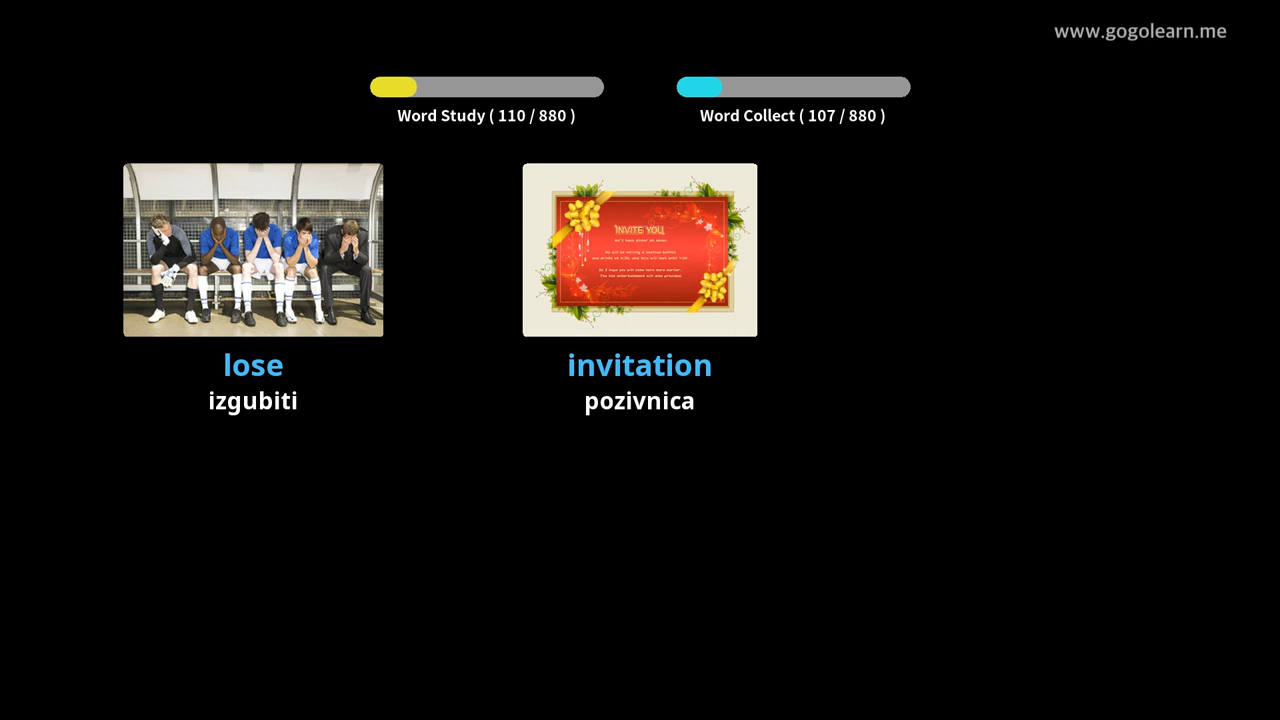 www.gogolearn.me
Word Study ( 110 / 880 )
Word Collect ( 107 / 880 )
INVITE YOU
lose
izgubiti
invitation
pozivnica